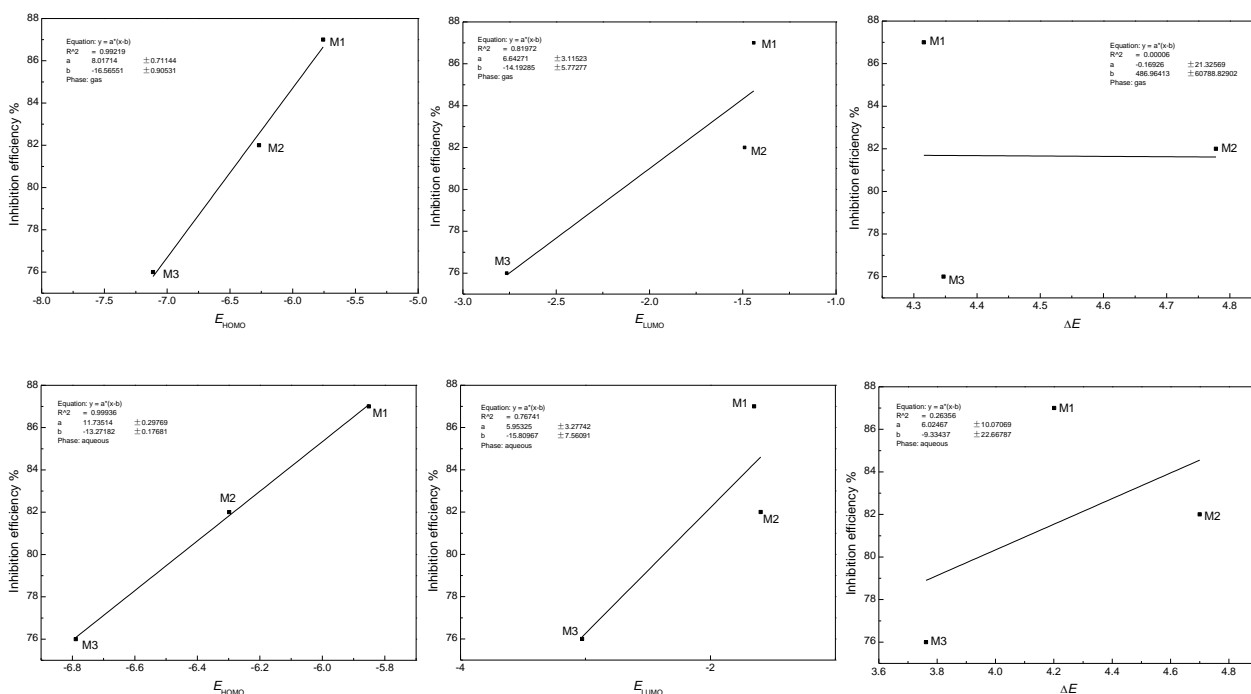 Equation: y = a*(x-b)
R^2 = 0.99219
a 8.01714 ±0.71144
b -16.56551 ±0.90531
Phase: gas
88
86
84
82
80
78
76
M1
M2
M3
Inhibition efficiency %
-8.0 -7.5 -7.0 -6.5 -6.0 -5.5 -5.0
E HOMO
Equation: y = a*(x-b)
R^2 = 0.81972
a 6.64271 ±3.11523
b -14.19285 ±5.77277
Phase: gas
88
86
84
82
80
78
76
M1
M2
M3
Inhibition efficiency %
-3.0 -2.5 -2.0 -1.5 -1.0
E LUMO
Equation: y = a*(x-b)
R^2 = 0.00006
a -0.16926 ±21.32569
b 486.96413 ±60788.82902
Phase: gas
88
86
84
82
80
78
76
M1
M2
M3
Inhibition efficiency %
4.3 4.4 4.5 4.6 4.7 4.8
ΔE
Equation: y = a*(x-b)
R^2 = 0.99936
a 11.73514 ±0.29769
b -13.27182 ±0.17681
Phase: aqueous
88
86
84
82
80
78
76
M1
M2
M3
Inhibition efficiency %
-6.8 -6.6 -6.4 -6.2 -6.0 -5.8
E HOMO
Equation: y = a*(x-b)
R^2 = 0.76741
a 5.95325 ±3.27742
b -15.80967 ±7.56091
Phase: aqueous
88
86
84
82
80
78
76
M1
M2
M3
Inhibition efficiency %
-4 -2
E LUMO
Equation: y = a*(x-b)
R^2 = 0.26356
a 6.02467 ±10.07069
b -9.33437 ±22.66787
Phase: aqueous
88
86
84
82
80
78
76
M1
M2
M3
Inhibition efficiency %
3.6 3.8 4.0 4.2 4.4 4.6 4.8
ΔE